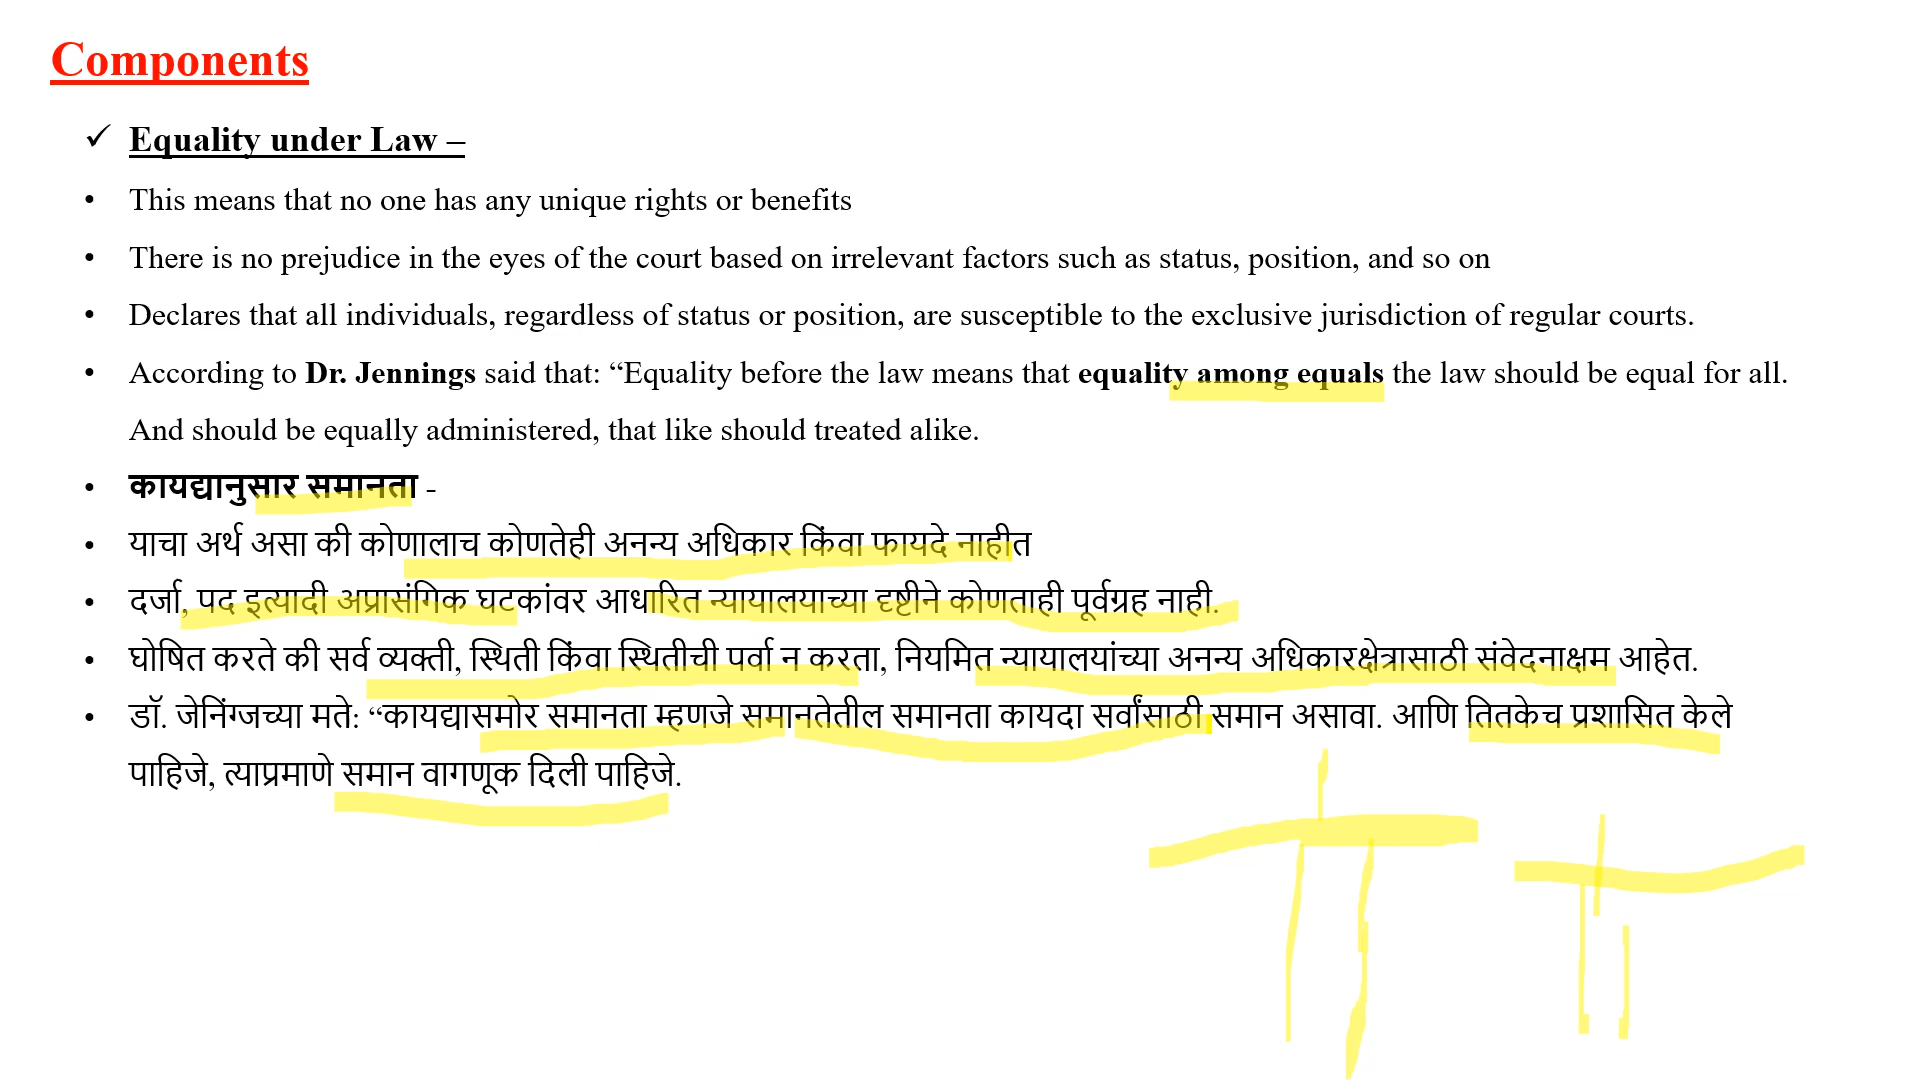 Components
✓ Equality under Law –
• This means that no one has any unique rights or benefits
• There is no prejudice in the eyes of the court based on irrelevant factors such as status, position, and so on
• Declares that all individuals, regardless of status or position, are susceptible to the exclusive jurisdiction of regular courts.
• According to Dr. Jennings said that: “Equality before the law means that equality among equals the law should be equal for all.
And should be equally administered, that like should treated alike.
• कायद्यानुसार समानता -
• याचा अर्थ असा की कोणालाच कोणतेही अनन्य अधिकार किंवा फायदे नाहीत
• दर्जा, पद इत्यादी अप्रासंगिक घटकांवर आधारित न्यायालयाच्या दृष्टीने कोणताही पूर्वग्रह नाही.
• घोषित करते की सर्व व्यक्ती, स्थिती किंवा स्थितीची पर्वा न करता, नियमित न्यायालयांच्या अनन्य अधिकारक्षेत्रासाठी संवेदनाक्षम आहेत.
• डॉ. जेनिंग्जच्या मते: “कायद्यासमोर समानता म्हणजे समानतेतील समानता कायदा सर्वांसाठी समान असावा. आणि तितकेच प्रशासित केले
पाहिजे, त्याप्रमाणे समान वागणूक दिली पाहिजे.